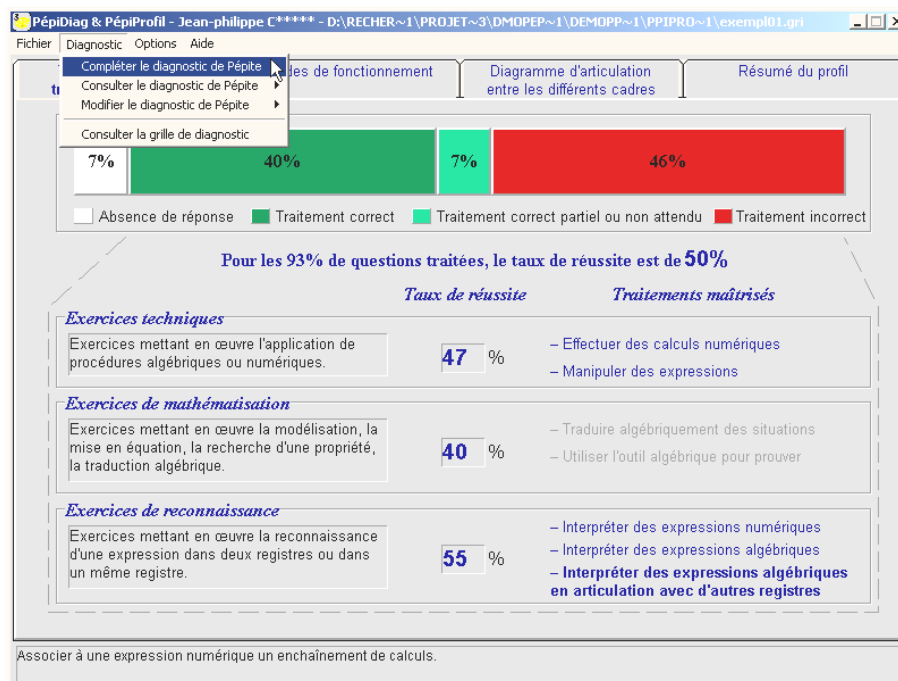 PépiDiag & PépiProfil - Jean-philippe C***** - D:\RECHER~1\PROJET~3\DMOPEP~1\DEMOPP~1\PPIPRO~1\exempl01.gri
Fichier Diagnostic Options Aide
Compléter le diagnostic de Pépite
Consulter le diagnostic de Pépite
Modifier le diagnostic de Pépite
Consulter la grille de diagnostic
des de fonctionnement
Diagramme d'articulation
entre les différents cadres
Résumé du profil
7% 40% 7% 46%
Absence de réponse Traitement correct Traitement correct partiel ou non attendu Traitement incorrect
Pour les 93% de questions traitées, le taux de réussite est de 50%
Taux de réussite Traitements maîtrisés
Exercices techniques
Exercices mettant en œuvre l'application de
procédures algébriques ou numériques.
47 %
– Effectuer des calculs numériques
– Manipuler des expressions
Exercices de mathématisation
Exercices mettant en œuvre la modélisation, la
mise en équation, la recherche d'une propriété,
la traduction algébrique.
40 %
– Traduire algébriquement des situations
– Utiliser l'outil algébrique pour prouver
Exercices de reconnaissance
Exercices mettant en œuvre la reconnaissance
d'une expression dans deux registres ou dans
un même registre.
55 %
– Interpréter des expressions numériques
– Interpréter des expressions algébriques
– Interpréter des expressions algébriques
en articulation avec d'autres registres
Associer à une expression numérique un enchaînement de calculs.